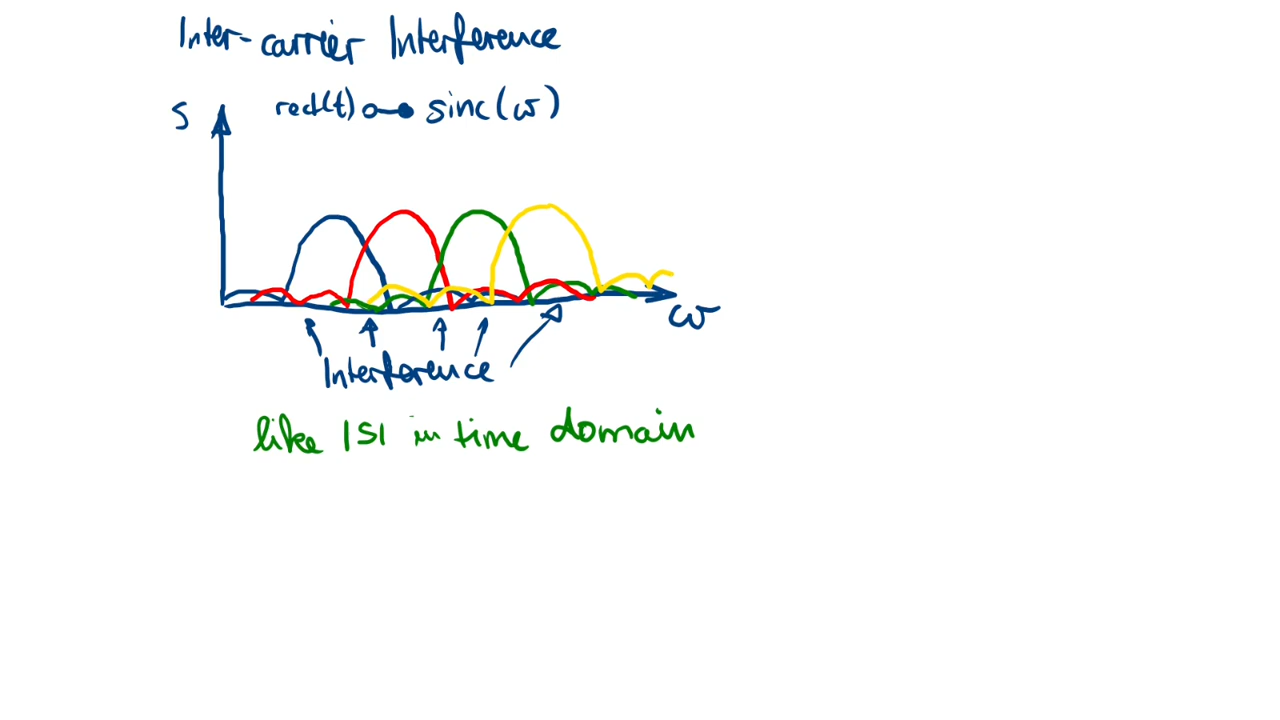 Inter-carrier Interference
S rect(t) sinc(ω)
ω
Interference
like ISI in time domain